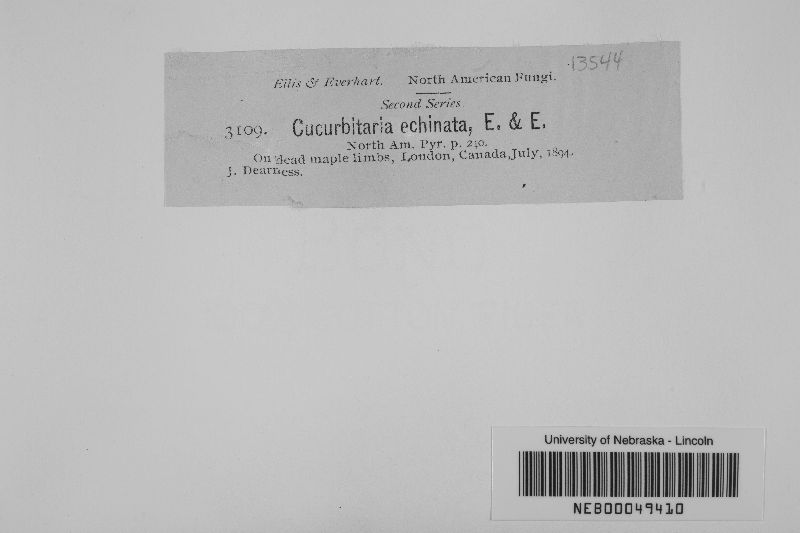 13544
Ellis & Everhart. North American Fungi.
Second Series
3109. Cucurbitaria echinata, E. & E.
North Am. Pyr. p. 240.
On dead maple limbs, London, Canada, July, 1894.
J. Dearness.
University of Nebraska - Lincoln
NEB00049410